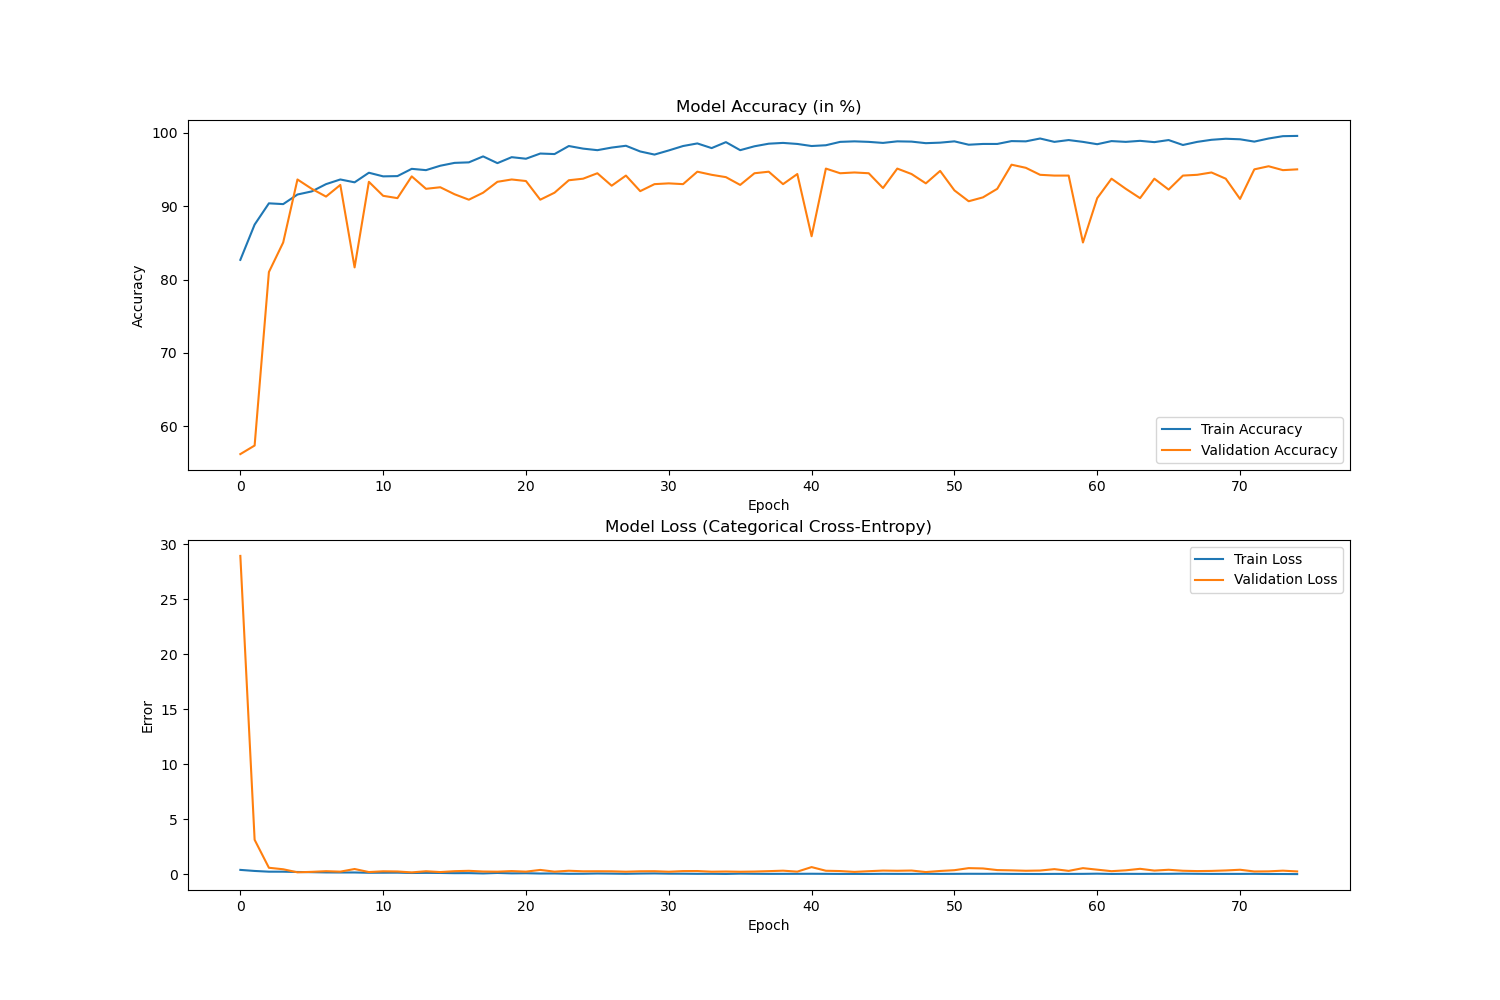 Model Accuracy (in %)
100
90
80
70
60
Accuracy
Train Accuracy
Validation Accuracy
0 10 20 30 40 50 60 70
Epoch
Model Loss (Categorical Cross-Entropy)
30
25
20
15
10
5
0
Error
Train Loss
Validation Loss
0 10 20 30 40 50 60 70
Epoch